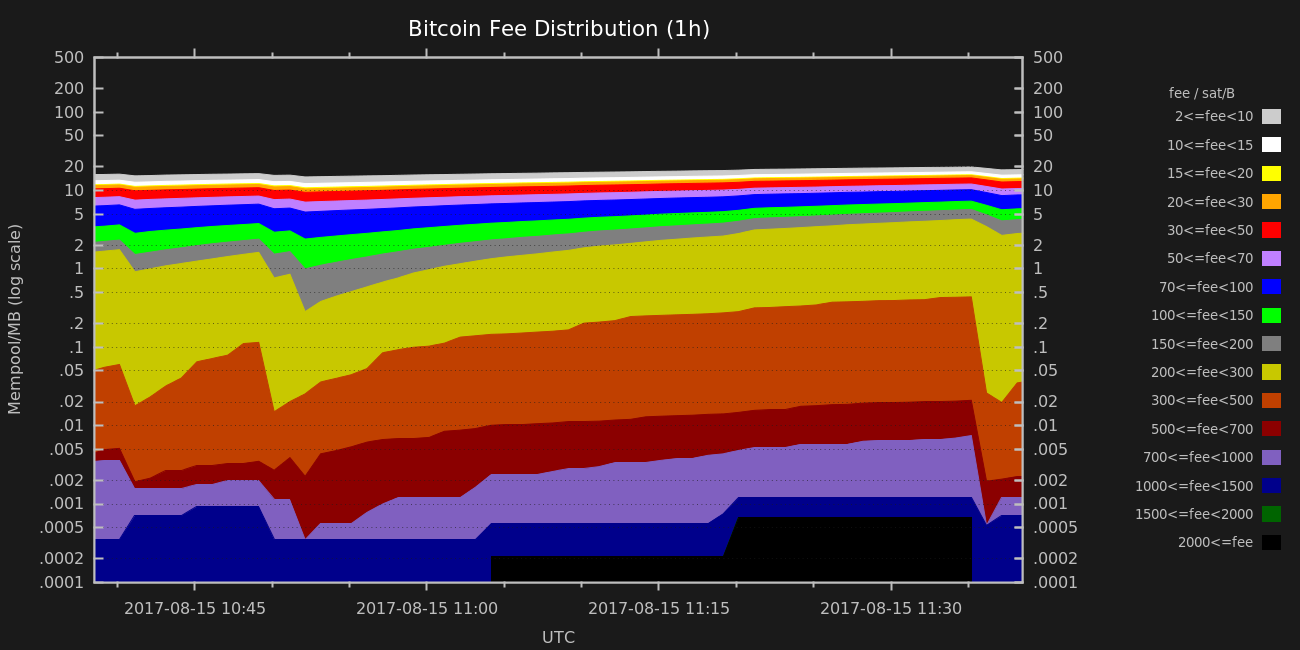 Bitcoin Fee Distribution (1h)
500
200
100
50
20
10
5
2
1
.5
.2
.1
.05
.02
.01
.005
.002
.001
.0005
.0002
.0001
Mempool/MB (log scale)
500
200
100
50
20
10
5
2
1
.5
.2
.1
.05
.02
.01
.005
.002
.001
.0005
.0002
.0001
2017-08-15 10:45
2017-08-15 11:00
2017-08-15 11:15
2017-08-15 11:30
UTC
fee / sat/B
2<=fee<10
10<=fee<15
15<=fee<20
20<=fee<30
30<=fee<50
50<=fee<70
70<=fee<100
100<=fee<150
150<=fee<200
200<=fee<300
300<=fee<500
500<=fee<700
700<=fee<1000
1000<=fee<1500
1500<=fee<2000
2000<=fee